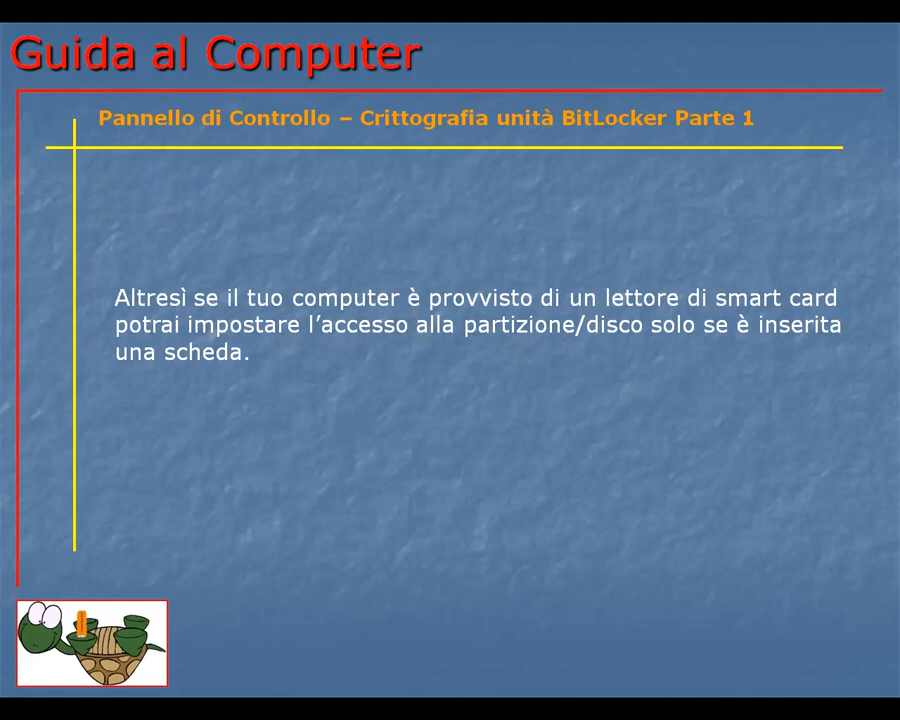 Guida al Computer
Pannello di Controllo – Crittografia unità BitLocker Parte 1
Altresì se il tuo computer è provvisto di un lettore di smart card
potrai impostare l’accesso alla partizione/disco solo se è inserita
una scheda.